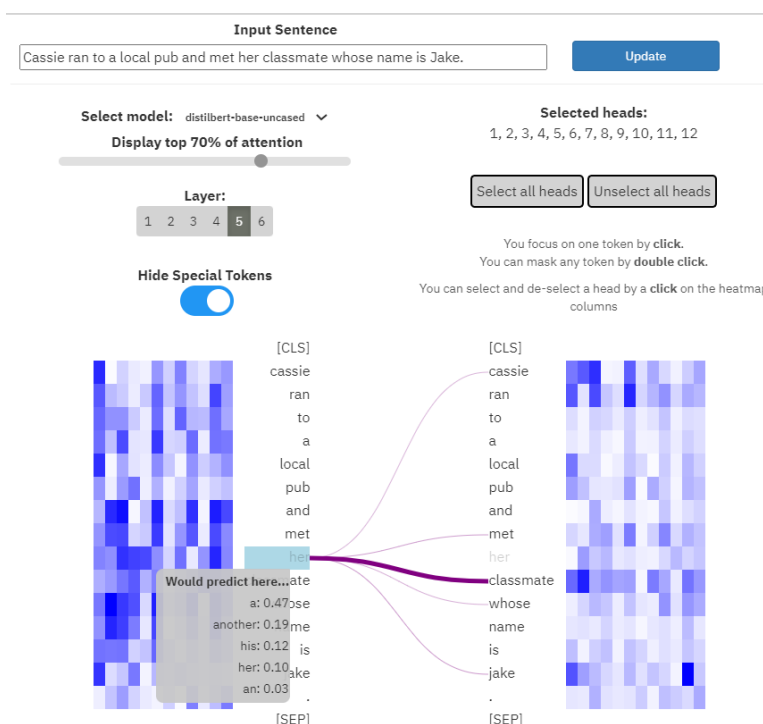 Input Sentence
Cassie ran to a local pub and met her classmate whose name is Jake.
Update
Select model: distilbert-base-uncased
Display top 70% of attention
Layer:
1 2 3 4 5 6
Hide Special Tokens
Selected heads:
1, 2, 3, 4, 5, 6, 7, 8, 9, 10, 11, 12
Select all heads Unselect all heads
You focus on one token by click.
You can mask any token by double click.
You can select and de-select a head by a click on the heatmap
columns
[CLS]
cassie
ran
to
a
local
pub
and
met
her
ate
ose
me
is
ake
.
[SEP]
Would predict here...
a: 0.47
another: 0.19
his: 0.12
her: 0.10
an: 0.03
[CLS]
cassie
ran
to
a
local
pub
and
met
her
classmate
whose
name
is
jake
.
[SEP]